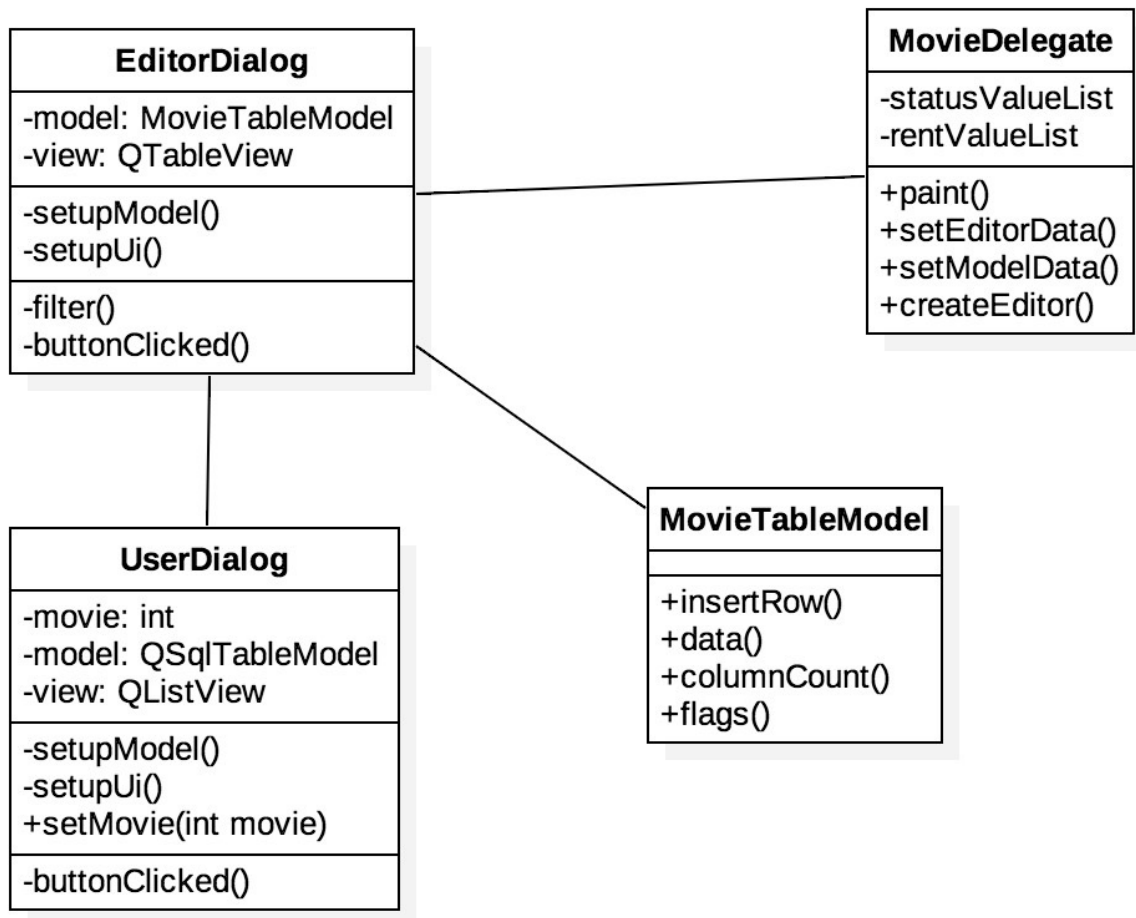 EditorDialog
-model: MovieTableModel
-view: QTableView
-setupModel()
-setupUi()
-filter()
-buttonClicked()
MovieDelegate
-statusValueList
-rentValueList
+paint()
+setEditorData()
+setModelData()
+createEditor()
UserDialog
-movie: int
-model: QSqlTableModel
-view: QListView
-setupModel()
-setupUi()
+setMovie(int movie)
-buttonClicked()
MovieTableModel
+insertRow()
+data()
+columnCount()
+flags()